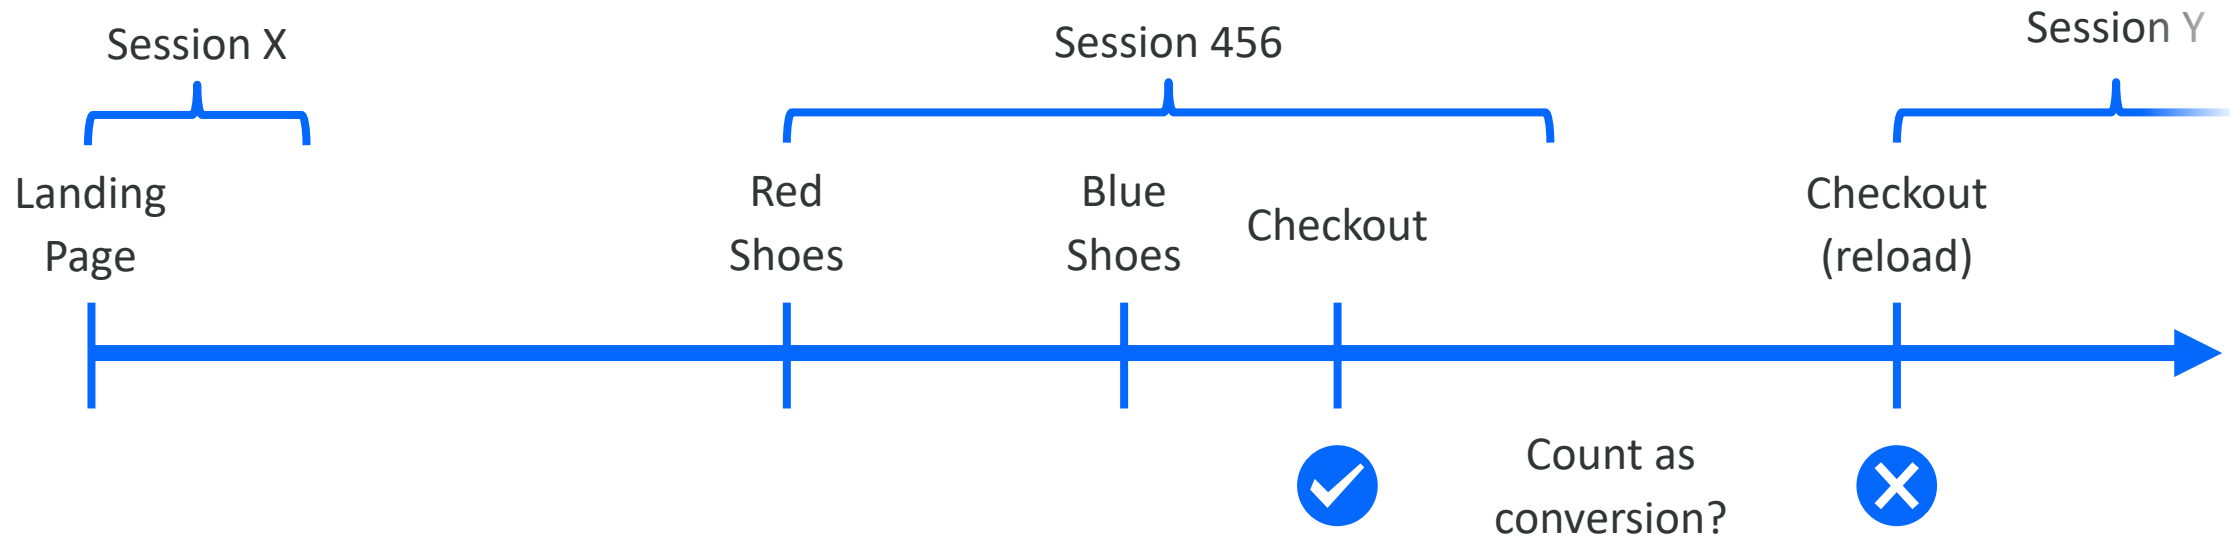 Session X
Session 456
Session Y
Landing
Page
Red
Shoes
Blue
Shoes
Checkout
Checkout
(reload)
Count as
conversion?